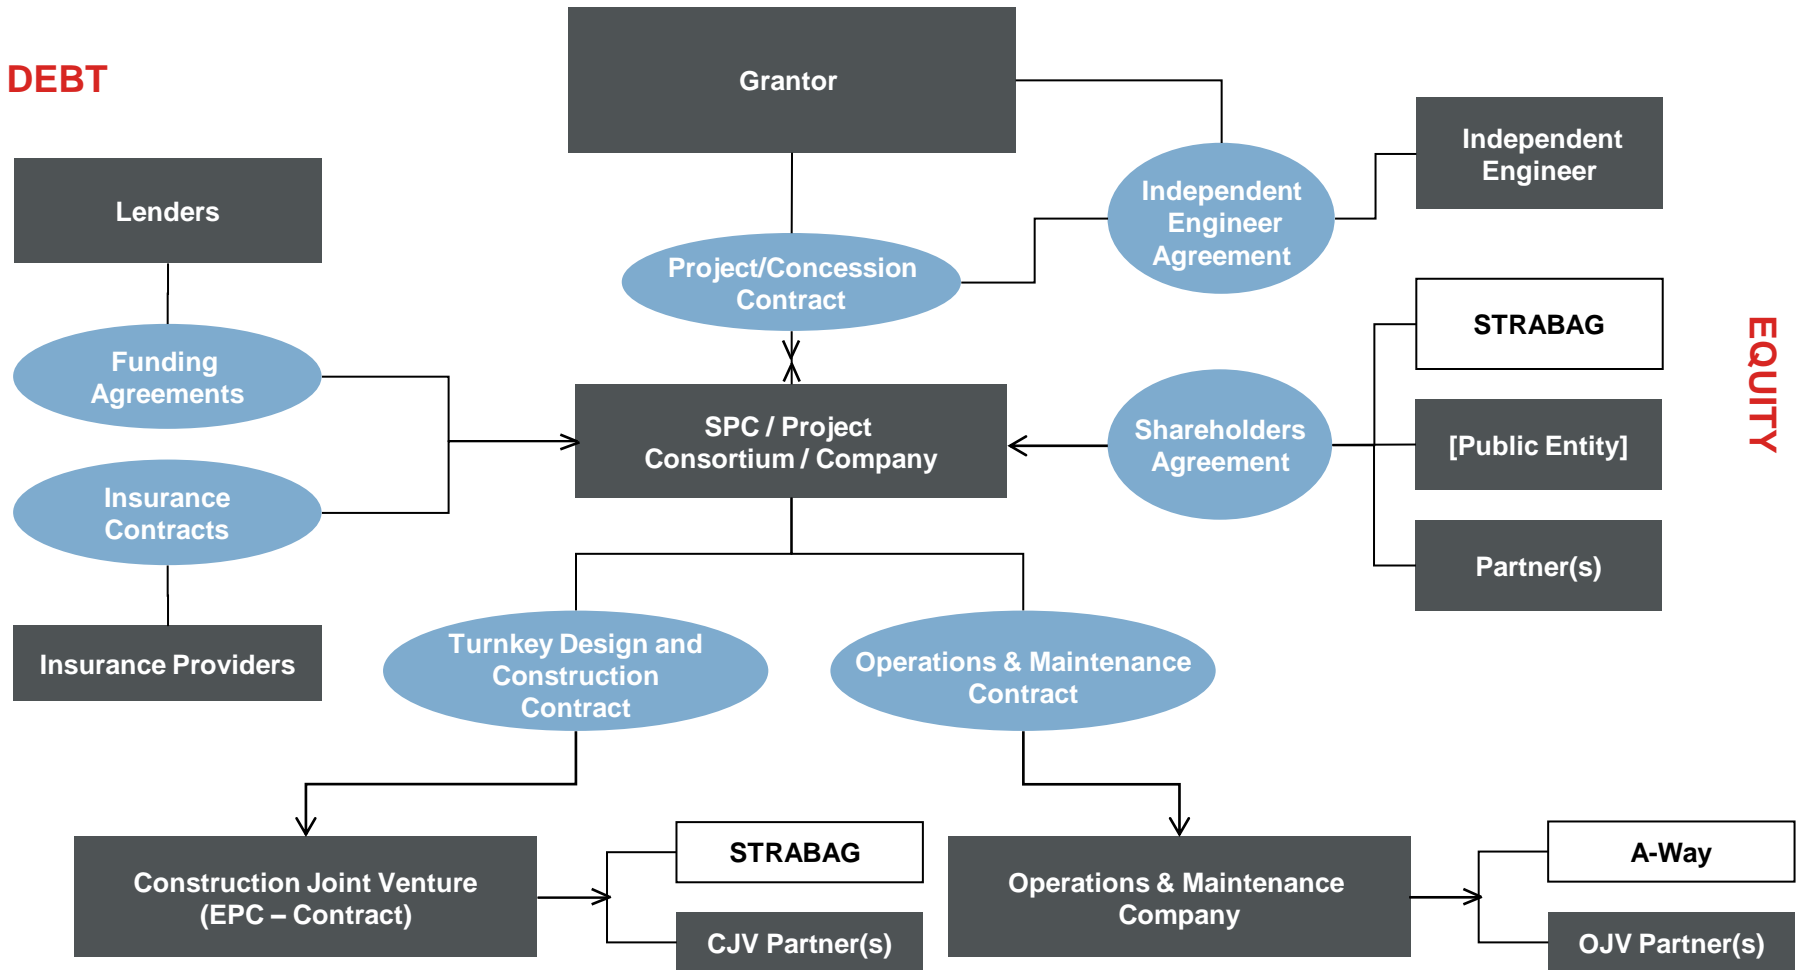 DEBT
Grantor
Independent
Engineer
Lenders
Independent
Engineer
Agreement
Project/Concession
Contract
STRABAG
EQUITY
Funding
Agreements
SPC / Project
Consortium / Company
Shareholders
Agreement
[Public Entity]
Insurance
Contracts
Partner(s)
Insurance Providers
Turnkey Design and
Construction
Contract
Operations & Maintenance
Contract
Construction Joint Venture
(EPC – Contract)
STRABAG
CJV Partner(s)
Operations & Maintenance
Company
A-Way
OJV Partner(s)